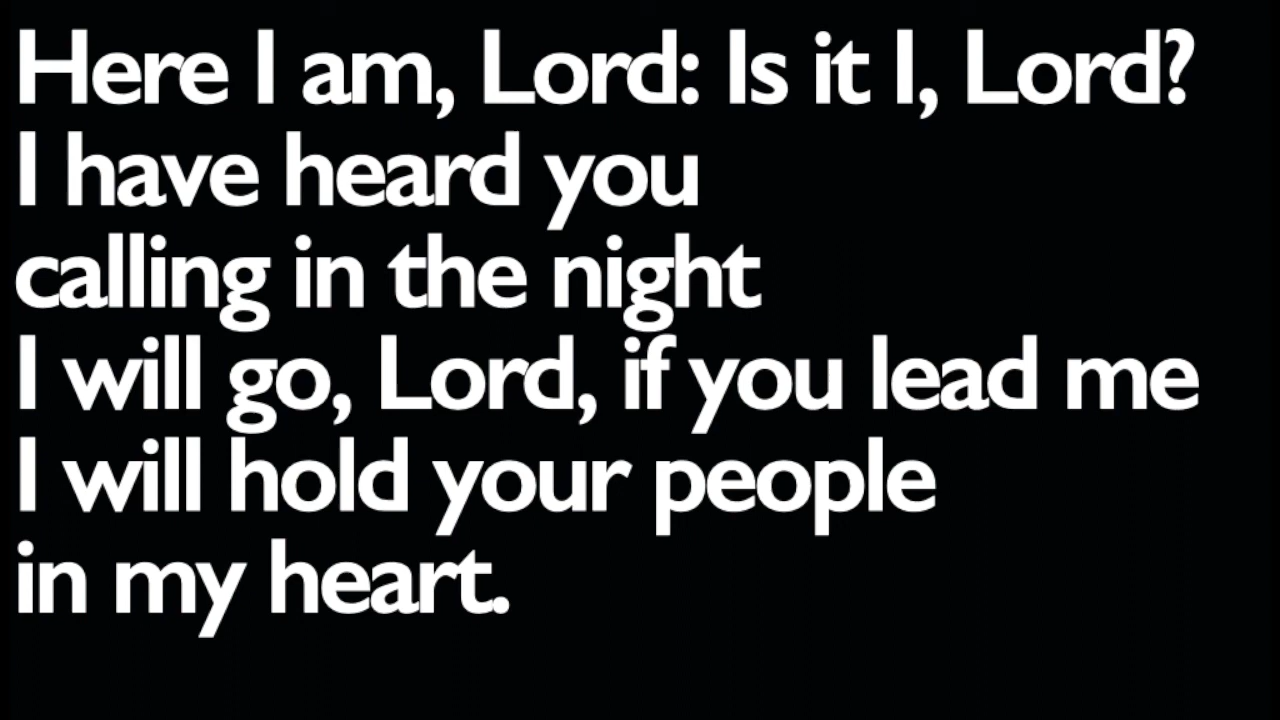 Here I am, Lord: Is it I, Lord?
I have heard you
calling in the night
I will go, Lord, if you lead me
I will hold your people
in my heart.